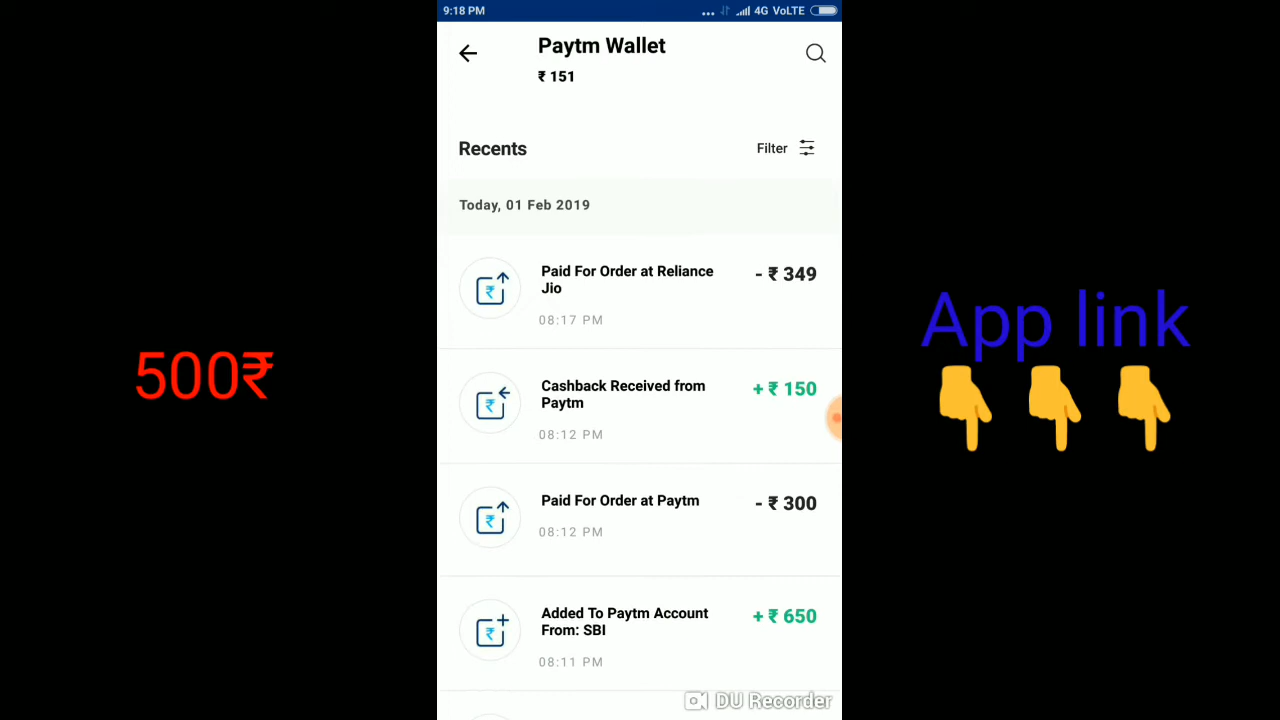 9:18 PM
4G VoLTE
Paytm Wallet
₹ 151
Recents
Filter
Today, 01 Feb 2019
Paid For Order at Reliance
Jio
- ₹ 349
08:17 PM
Cashback Received from
Paytm
+ ₹ 150
08:12 PM
Paid For Order at Paytm
- ₹ 300
08:12 PM
Added To Paytm Account
From: SBI
+ ₹ 650
08:11 PM
DU Recorder
500₹
App link